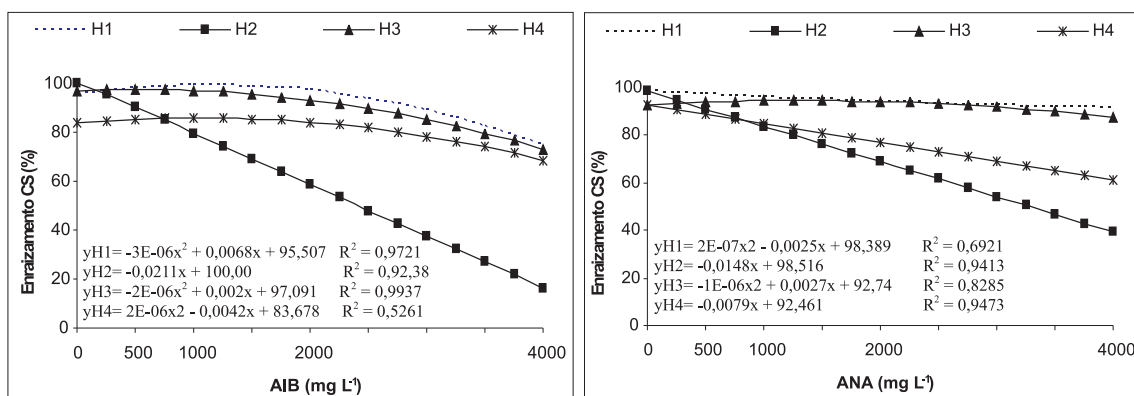 H1 H2 H3 H4
100
80
60
40
20
0
Enraizamento CS (%)
yH1= -3E-06x² + 0,0068x + 95,507 R² = 0,9721
yH2= -0,0211x + 100,00 R² = 0,92,38
yH3= -2E-06x² + 0,002x + 97,091 R² = 0,9937
yH4= 2E-06x2 - 0,0042x + 83,678 R² = 0,5261
0 500 1000 2000 4000
AIB (mg L⁻¹)
H1 H2 H3 H4
100
80
60
40
20
0
Enraizamento CS (%)
yH1= 2E-07x2 - 0,0025x + 98,389 R² = 0,6921
yH2= -0,0148x + 98,516 R² = 0,9413
yH3= -1E-06x2 + 0,0027x + 92,74 R² = 0,8285
yH4= -0,0079x + 92,461 R² = 0,9473
0 500 1000 2000 4000
ANA (mg L⁻¹)